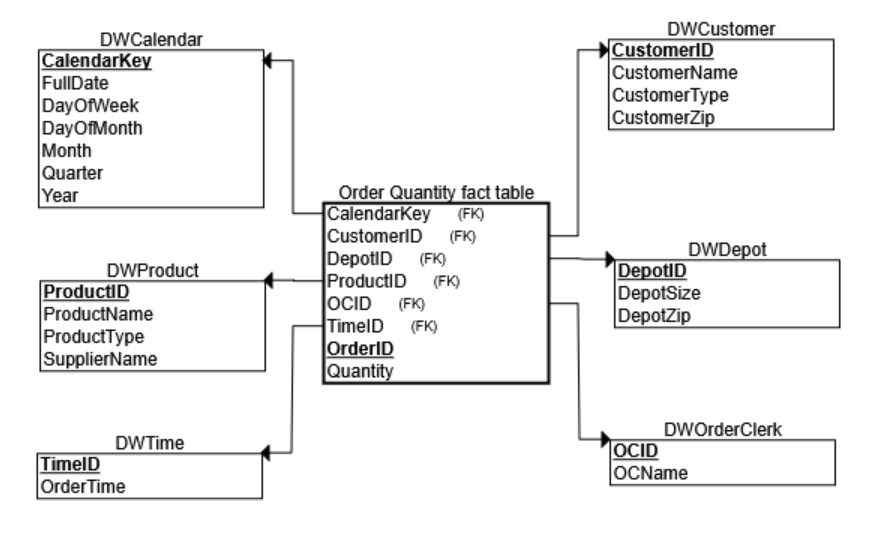 DWCalendar
CalendarKey
FullDate
DayOfWeek
DayOfMonth
Month
Quarter
Year
DWCustomer
CustomerID
CustomerName
CustomerType
CustomerZip
Order Quantity fact table
CalendarKey (FK)
CustomerID (FK)
DepotID (FK)
ProductID (FK)
OCID (FK)
TimeID (FK)
OrderID
Quantity
DWProduct
ProductID
ProductName
ProductType
SupplierName
DWDepot
DepotID
DepotSize
DepotZip
DWTime
TimeID
OrderTime
DWOrderClerk
OCID
OCName